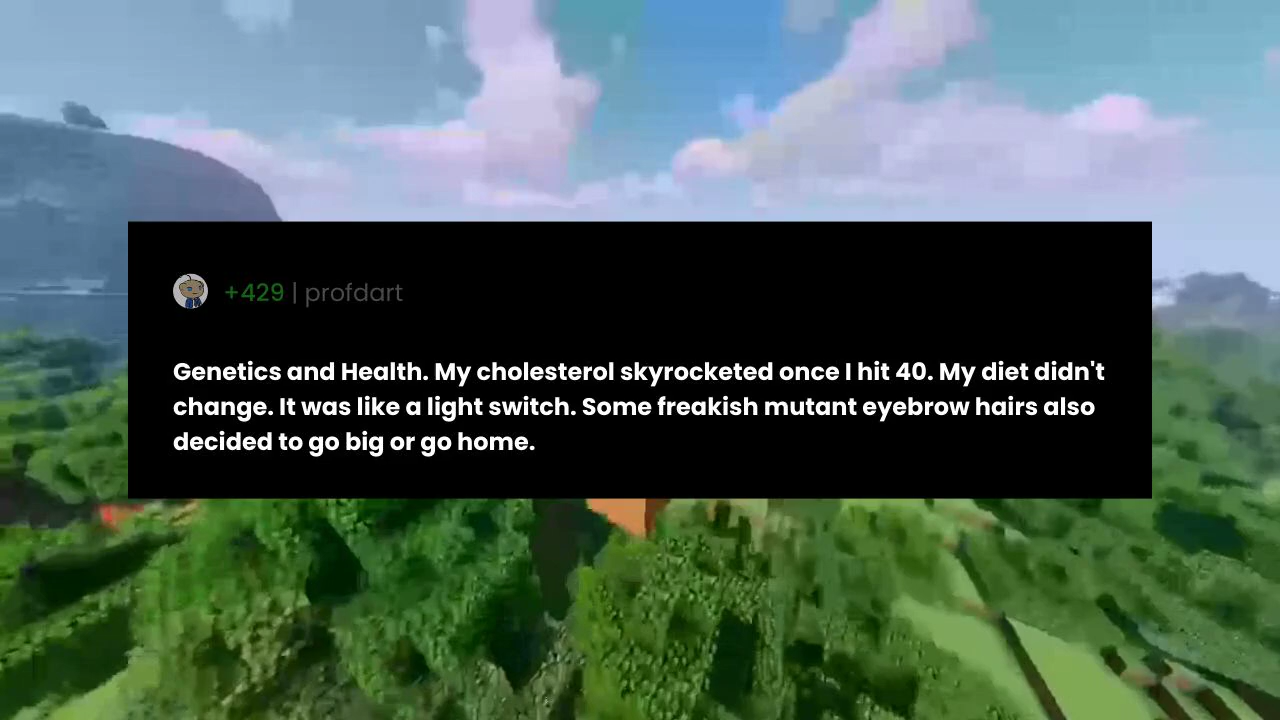 +429 | profdart
Genetics and Health. My cholesterol skyrocketed once I hit 40. My diet didn't
change. It was like a light switch. Some freakish mutant eyebrow hairs also
decided to go big or go home.